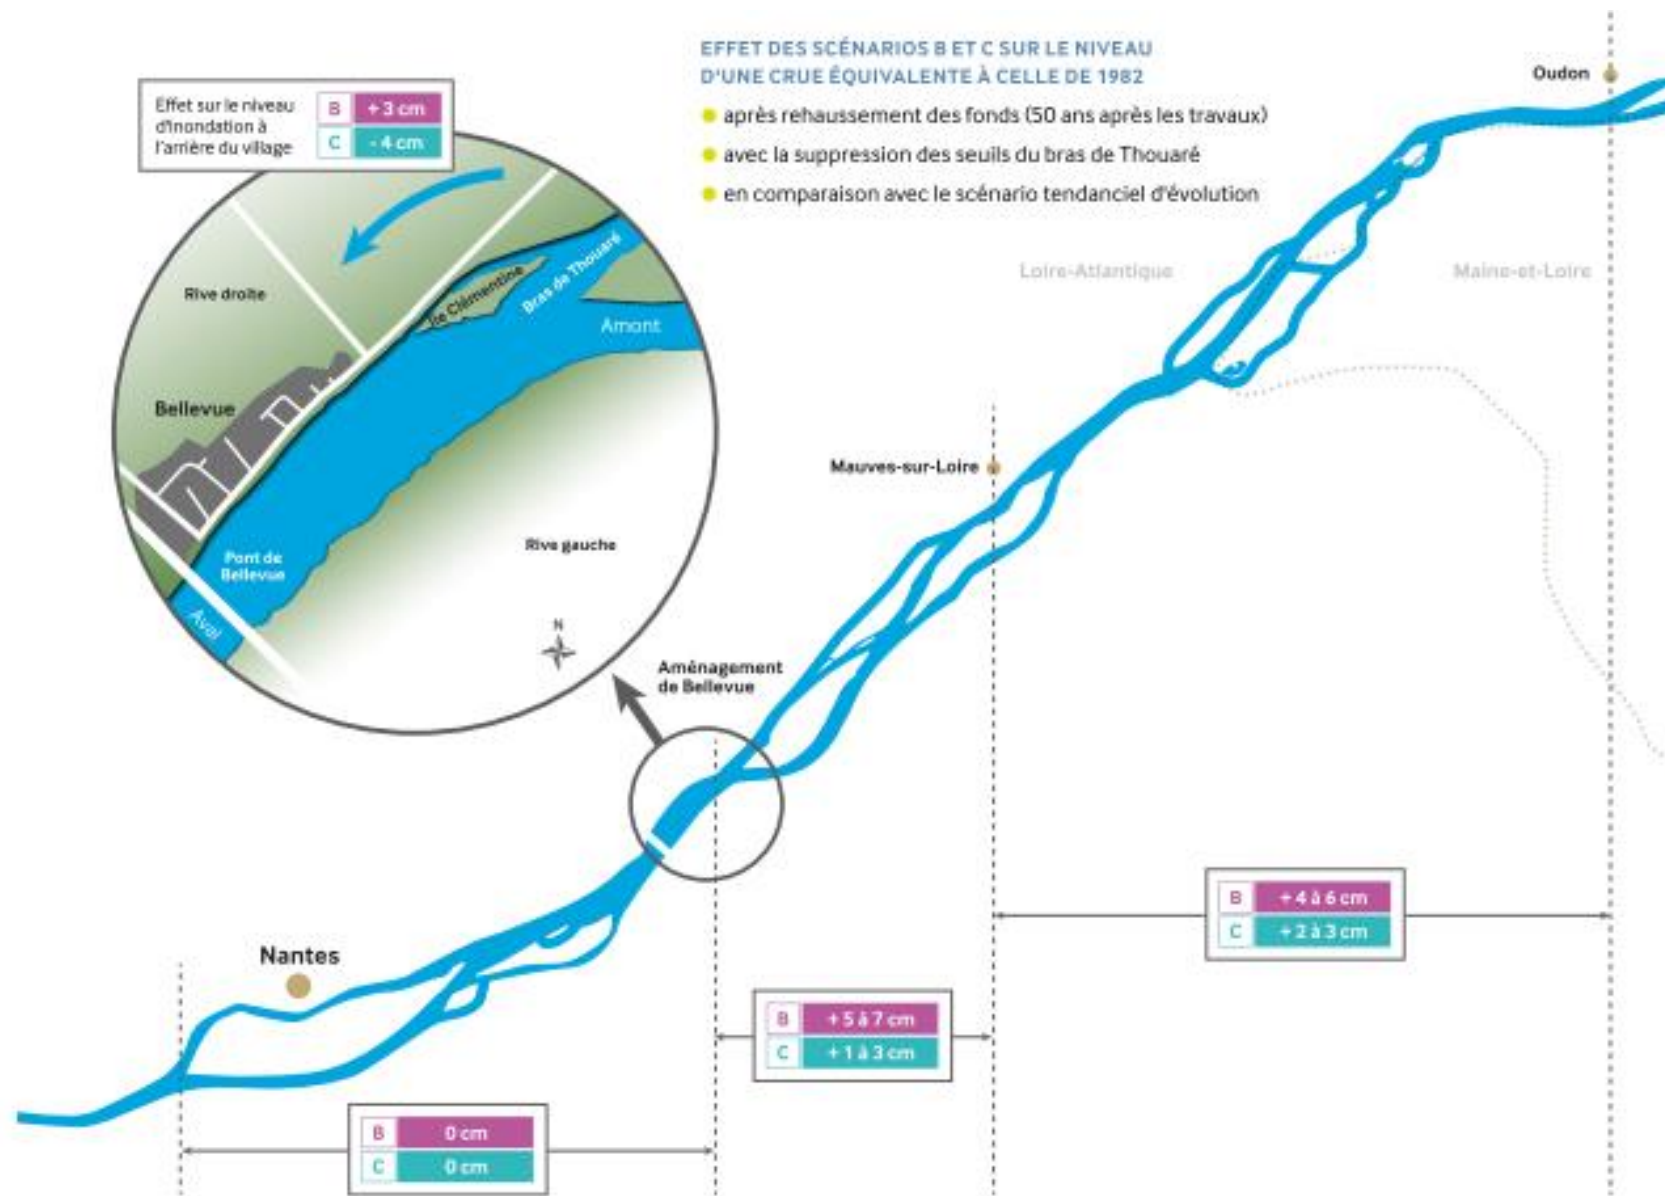 EFFET DES SCÉNARIOS B ET C SUR LE NIVEAU
D'UNE CRUE ÉQUIVALENTE À CELLE DE 1982
après rehaussement des fonds (50 ans après les travaux)
avec la suppression des seuils du bras de Thouaré
en comparaison avec le scénario tendanciel d'évolution
Oudon
Effet sur le niveau
d'inondation à
l'arrière du village
B + 3 cm
C - 4 cm
Rive droite
Île Clémentine
Bras de Thouaré
Amont
Bellevue
Pont de
Bellevue
Aval
Rive gauche
N
Loire-Atlantique
Maine-et-Loire
Mauves-sur-Loire
Aménagement
de Bellevue
Nantes
B + 4 à 6 cm
C + 2 à 3 cm
B + 5 à 7 cm
C + 1 à 3 cm
B 0 cm
C 0 cm